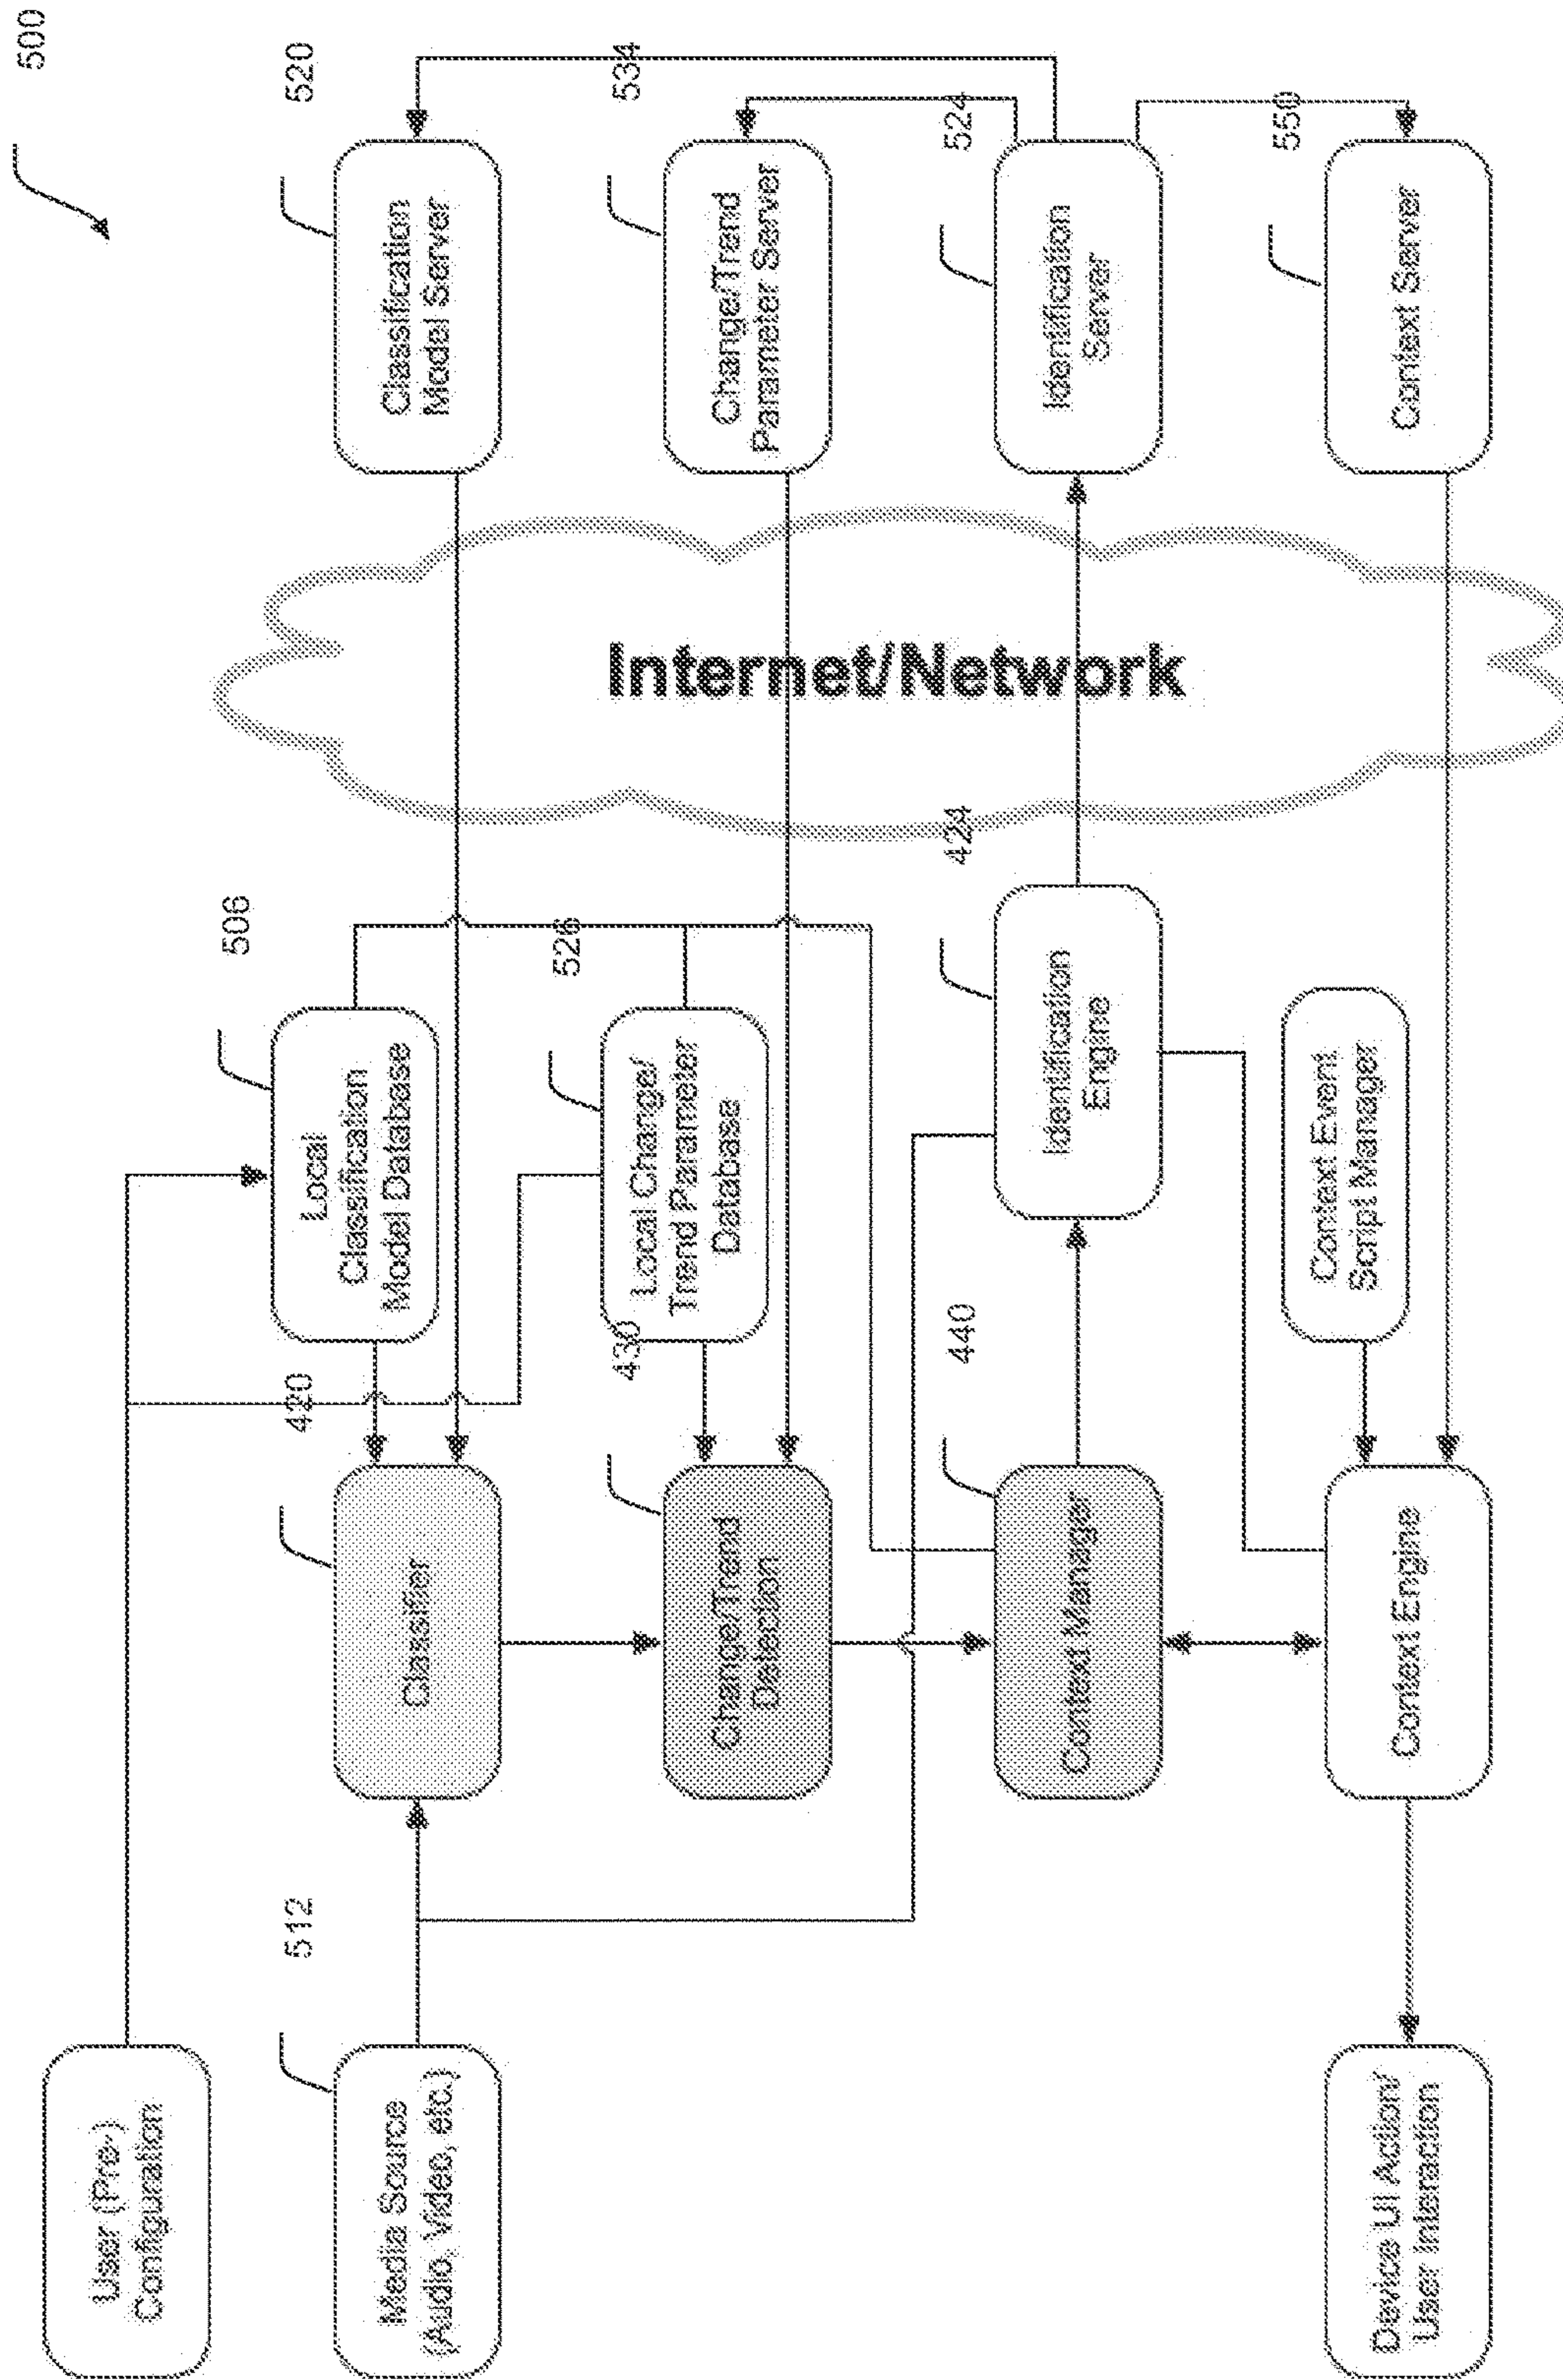 500
User (Pre-)
Configuration
506
Local
Classification
Model Database
512
Media Source
(Audio, Video, etc.)
420
Classifier
520
Classification
Model Server
526
Local Change/
Trend Parameter
Database
430
Change/Trend
Detection
534
Change/Trend
Parameter Server
Internet/Network
440
Context Manager
424
Identification
Engine
524
Identification
Server
Context Event
Script Manager
550
Context Server
Context Engine
Device UI Action/
User Interaction